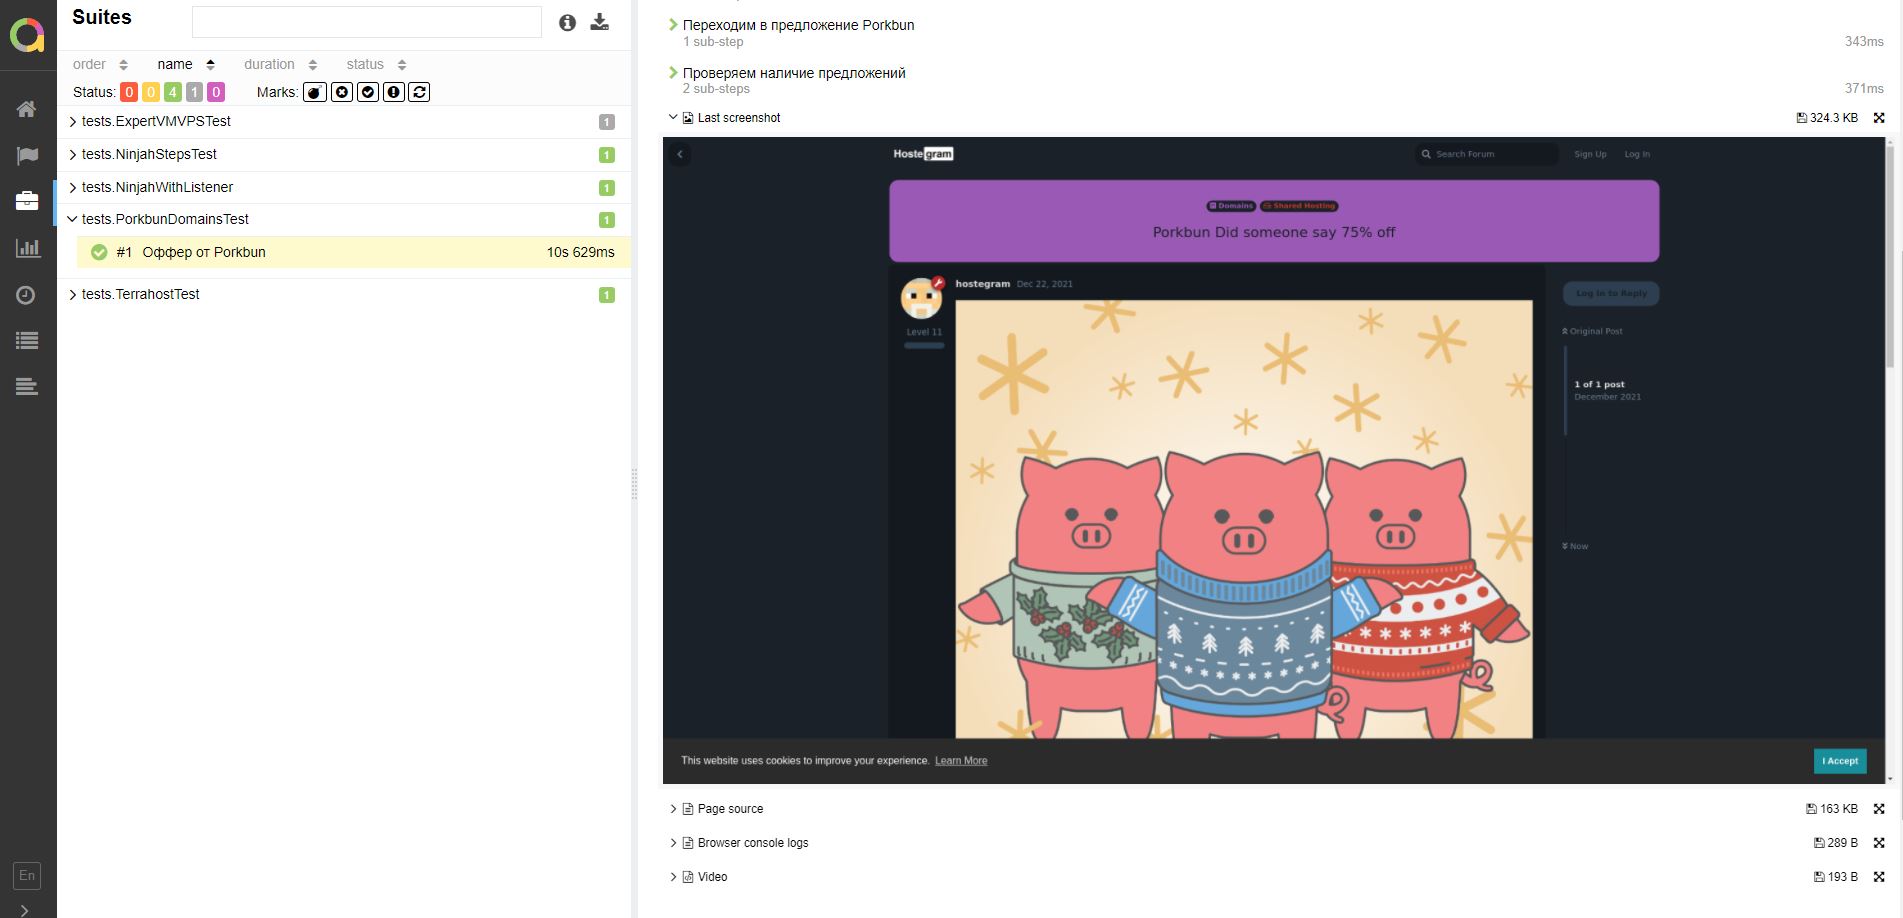 Suites
order name duration status
Status: 0 0 4 1 0 Marks:
tests.ExpertVMVPSTest 1
tests.NinjahStepsTest 1
tests.NinjahWithListener 1
tests.PorkbunDomainsTest 1
#1 Оффер от Porkbun 10s 629ms
tests.TerrahostTest 1
En
Переходим в предложение Porkbun
1 sub-step 343ms
Проверяем наличие предложений
2 sub-steps 371ms
Last screenshot 324.3 KB
Hostegram Search Forum Sign Up Log In
Domains Shared Hosting
Porkbun Did someone say 75% off
hostegram Dec 22, 2021
Level 11
Log In to Reply
Original Post
1 of 1 post
December 2021
Now
This website uses cookies to improve your experience. Learn More I Accept
Page source 163 KB
Browser console logs 289 B
Video 193 B